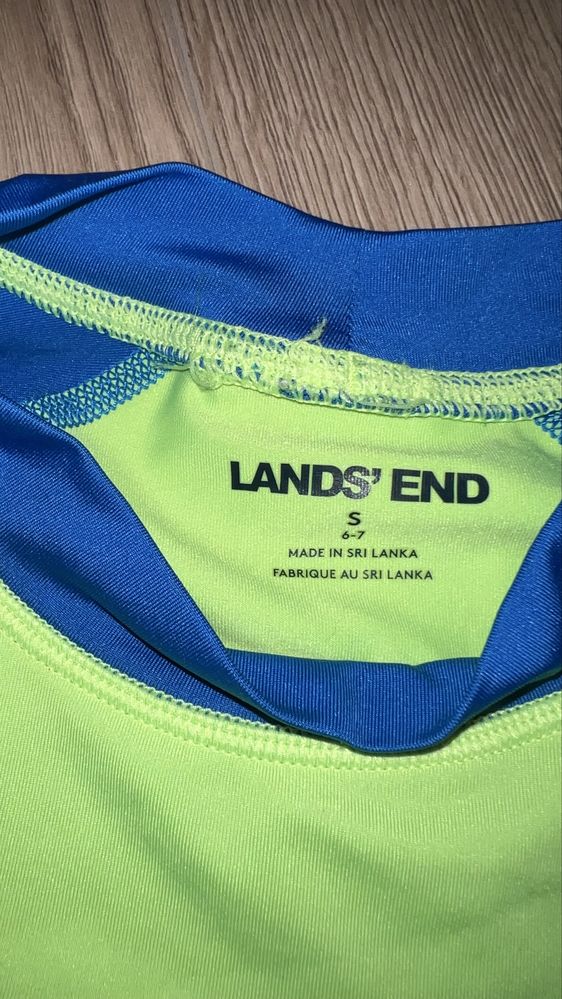 LANDS' END
S
6-7
MADE IN SRI LANKA
FABRIQUE AU SRI LANKA